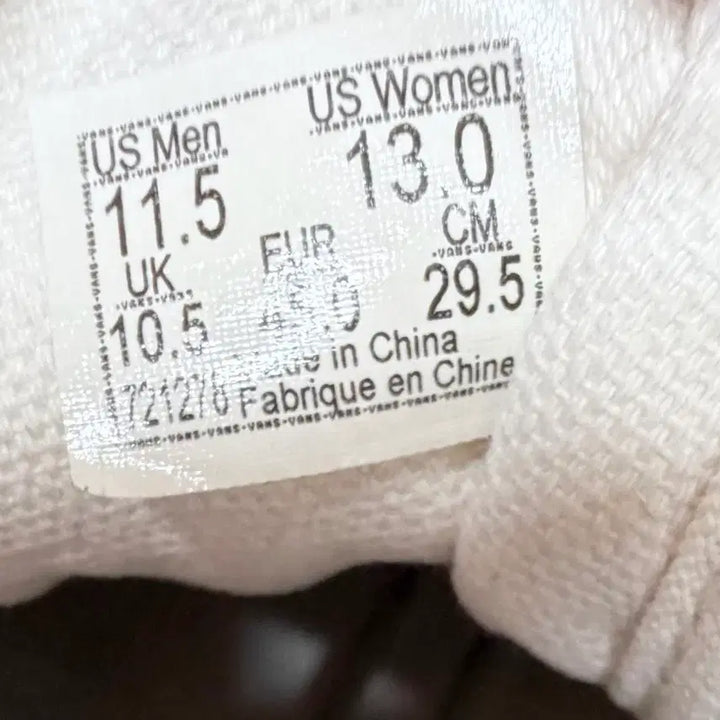 US Men US Women
11.5 13.0
UK EUR CM
10.5 29.5
in China
Fabrique en Chine